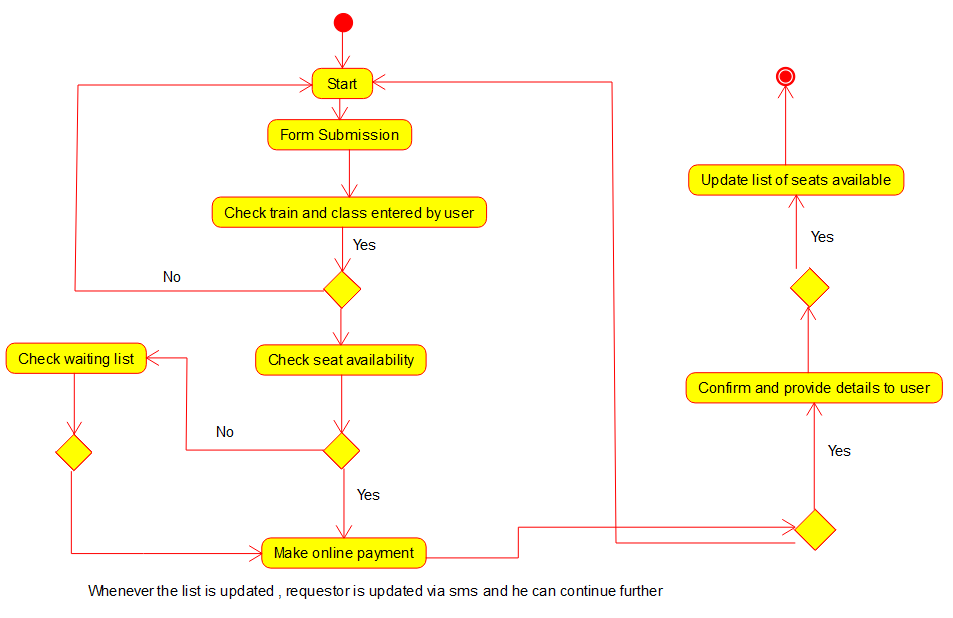 Start
Form Submission
Check train and class entered by user
Yes
No
Check seat availability
Check waiting list
No
Yes
Make online payment
Update list of seats available
Yes
Confirm and provide details to user
Yes
Whenever the list is updated , requestor is updated via sms and he can continue further